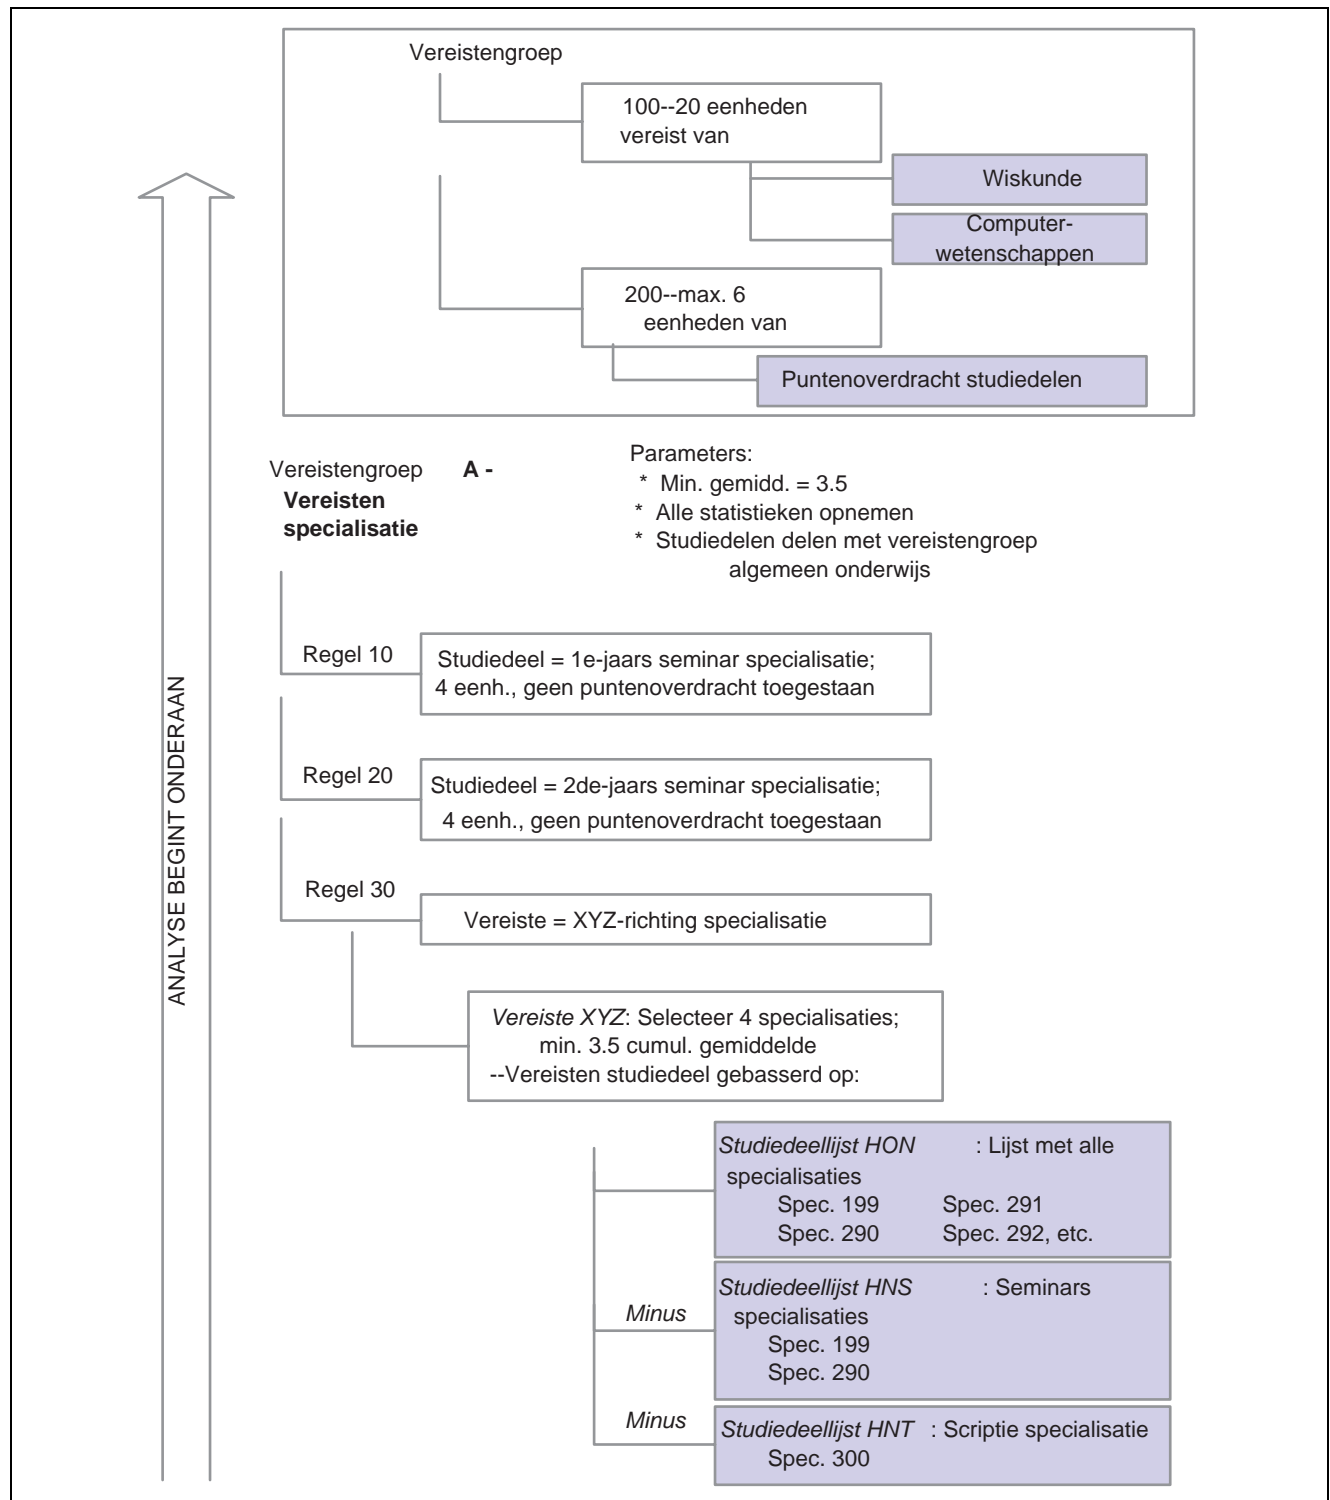 Vereistengroep
100--20 eenheden
vereist van
Wiskunde
Computer-
wetenschappen
200--max. 6
eenheden van
Puntenoverdracht studiedelen
Vereistengroep A -
Vereisten
specialisatie
Parameters:
* Min. gemidd. = 3.5
* Alle statistieken opnemen
* Studiedelen delen met vereistengroep
algemeen onderwijs
ANALYSE BEGINT ONDERAAN
Regel 10
Studiedeel = 1e-jaars seminar specialisatie;
4 eenh., geen puntenoverdracht toegestaan
Regel 20
Studiedeel = 2de-jaars seminar specialisatie;
4 eenh., geen puntenoverdracht toegestaan
Regel 30
Vereiste = XYZ-richting specialisatie
Vereiste XYZ: Selecteer 4 specialisaties;
min. 3.5 cumul. gemiddelde
--Vereisten studiedeel gebasserd op:
Studiedeellijst HON : Lijst met alle
specialisaties
Spec. 199 Spec. 291
Spec. 290 Spec. 292, etc.
Minus
Studiedeellijst HNS : Seminars
specialisaties
Spec. 199
Spec. 290
Minus
Studiedeellijst HNT : Scriptie specialisatie
Spec. 300